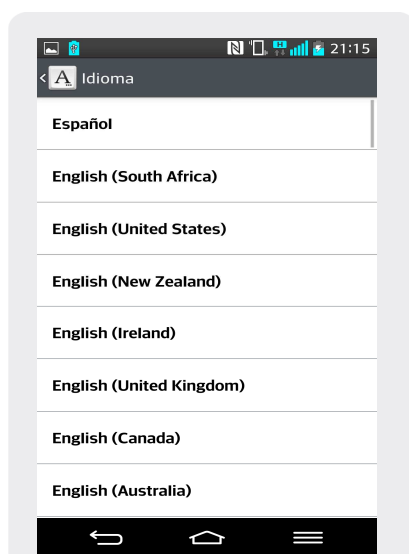 21:15
Idioma
Español
English (South Africa)
English (United States)
English (New Zealand)
English (Ireland)
English (United Kingdom)
English (Canada)
English (Australia)